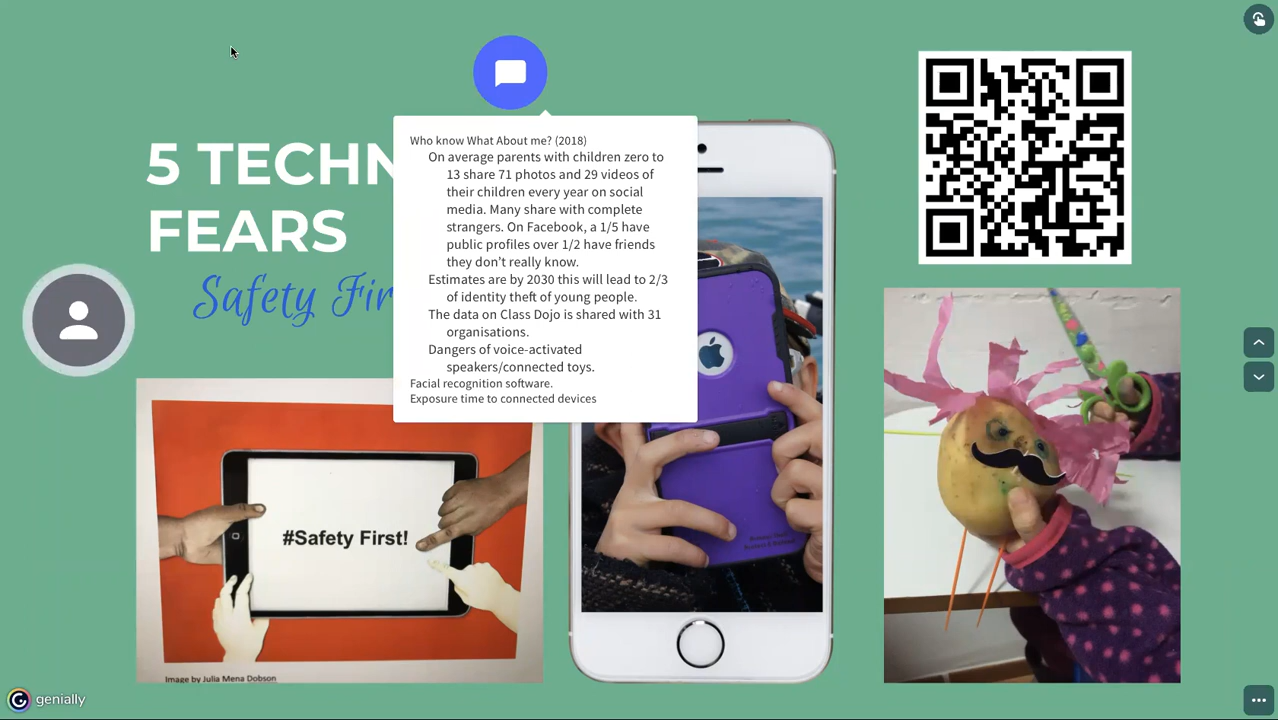 5 TECHN
FEARS
Safety Fir
Who know What About me? (2018)
On average parents with children zero to
13 share 71 photos and 29 videos of
their children every year on social
media. Many share with complete
strangers. On Facebook, a 1/5 have
public profiles over 1/2 have friends
they don't really know.
Estimates are by 2030 this will lead to 2/3
of identity theft of young people.
The data on Class Dojo is shared with 31
organisations.
Dangers of voice-activated
speakers/connected toys.
Facial recognition software.
Exposure time to connected devices
#Safety First!
Image by Julia Mena Dobson
genially